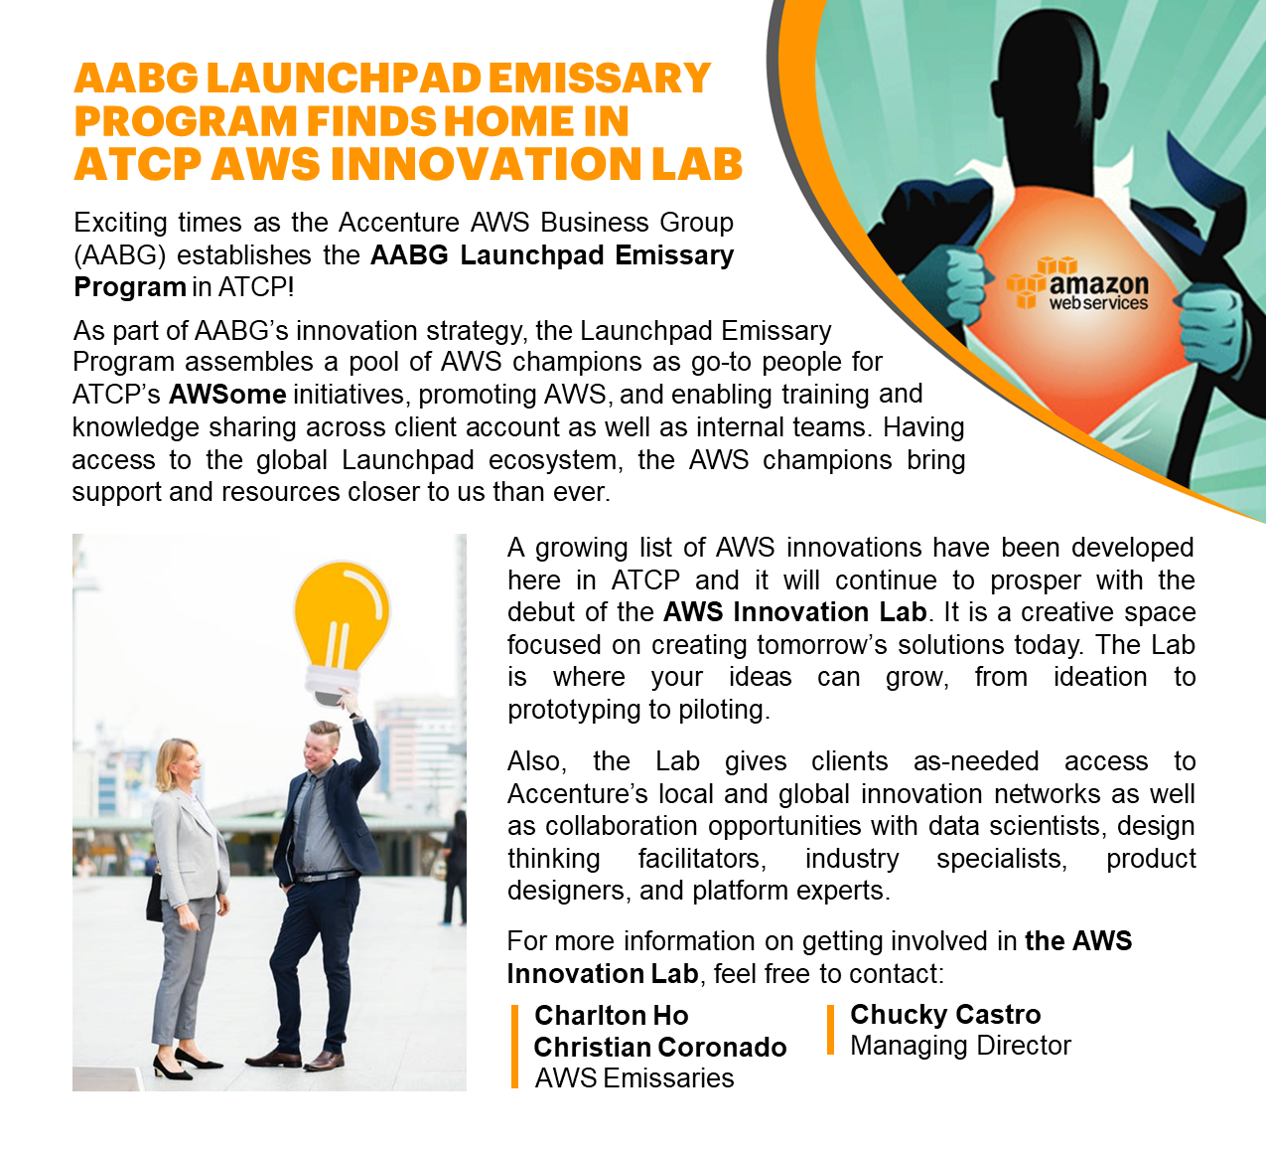 AABG LAUNCHPAD EMISSARY
PROGRAM FINDS HOME IN
ATCP AWS INNOVATION LAB
Exciting times as the Accenture AWS Business Group
(AABG) establishes the AABG Launchpad Emissary
Program in ATCP!
amazon
webservices
As part of AABG's innovation strategy, the Launchpad Emissary
Program assembles a pool of AWS champions as go-to people for
ATCP's AWSome initiatives, promoting AWS, and enabling training and
knowledge sharing across client account as well as internal teams. Having
access to the global Launchpad ecosystem, the AWS champions bring
support and resources closer to us than ever.
A growing list of AWS innovations have been developed
here in ATCP and it will continue to prosper with the
debut of the AWS Innovation Lab. It is a creative space
focused on creating tomorrow's solutions today. The Lab
is where your ideas can grow, from ideation to
prototyping to piloting.
Also, the Lab gives clients as-needed access to
Accenture's local and global innovation networks as well
as collaboration opportunities with data scientists, design
thinking facilitators, industry specialists, product
designers, and platform experts.
For more information on getting involved in the AWS
Innovation Lab, feel free to contact:
Charlton Ho
Christian Coronado
AWS Emissaries
Chucky Castro
Managing Director